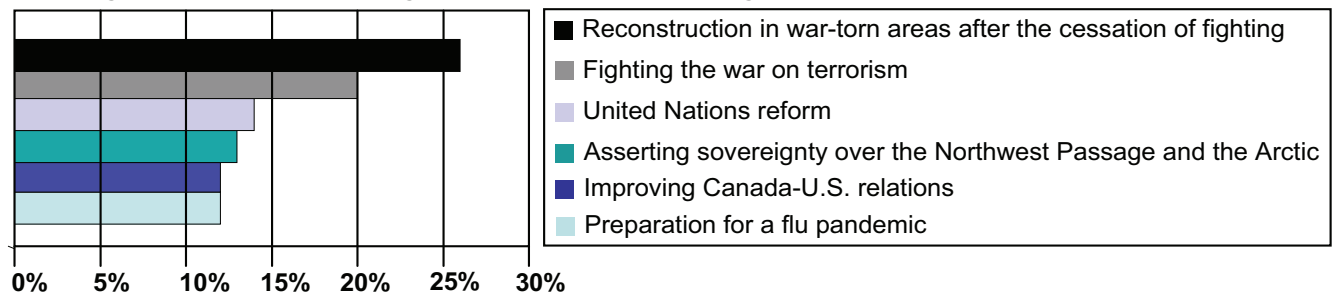 Reconstruction in war-torn areas after the cessation of fighting
Fighting the war on terrorism
United Nations reform
Asserting sovereignty over the Northwest Passage and the Arctic
Improving Canada-U.S. relations
Preparation for a flu pandemic
0% 5% 10% 15% 20% 25% 30%